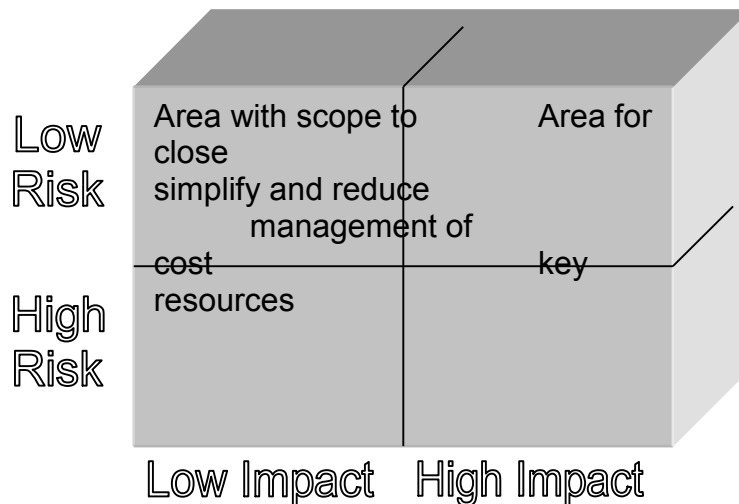 Low
Risk
High
Risk
Area with scope to Area for
close
simplify and reduce
management of
cost key
resources
Low Impact High Impact